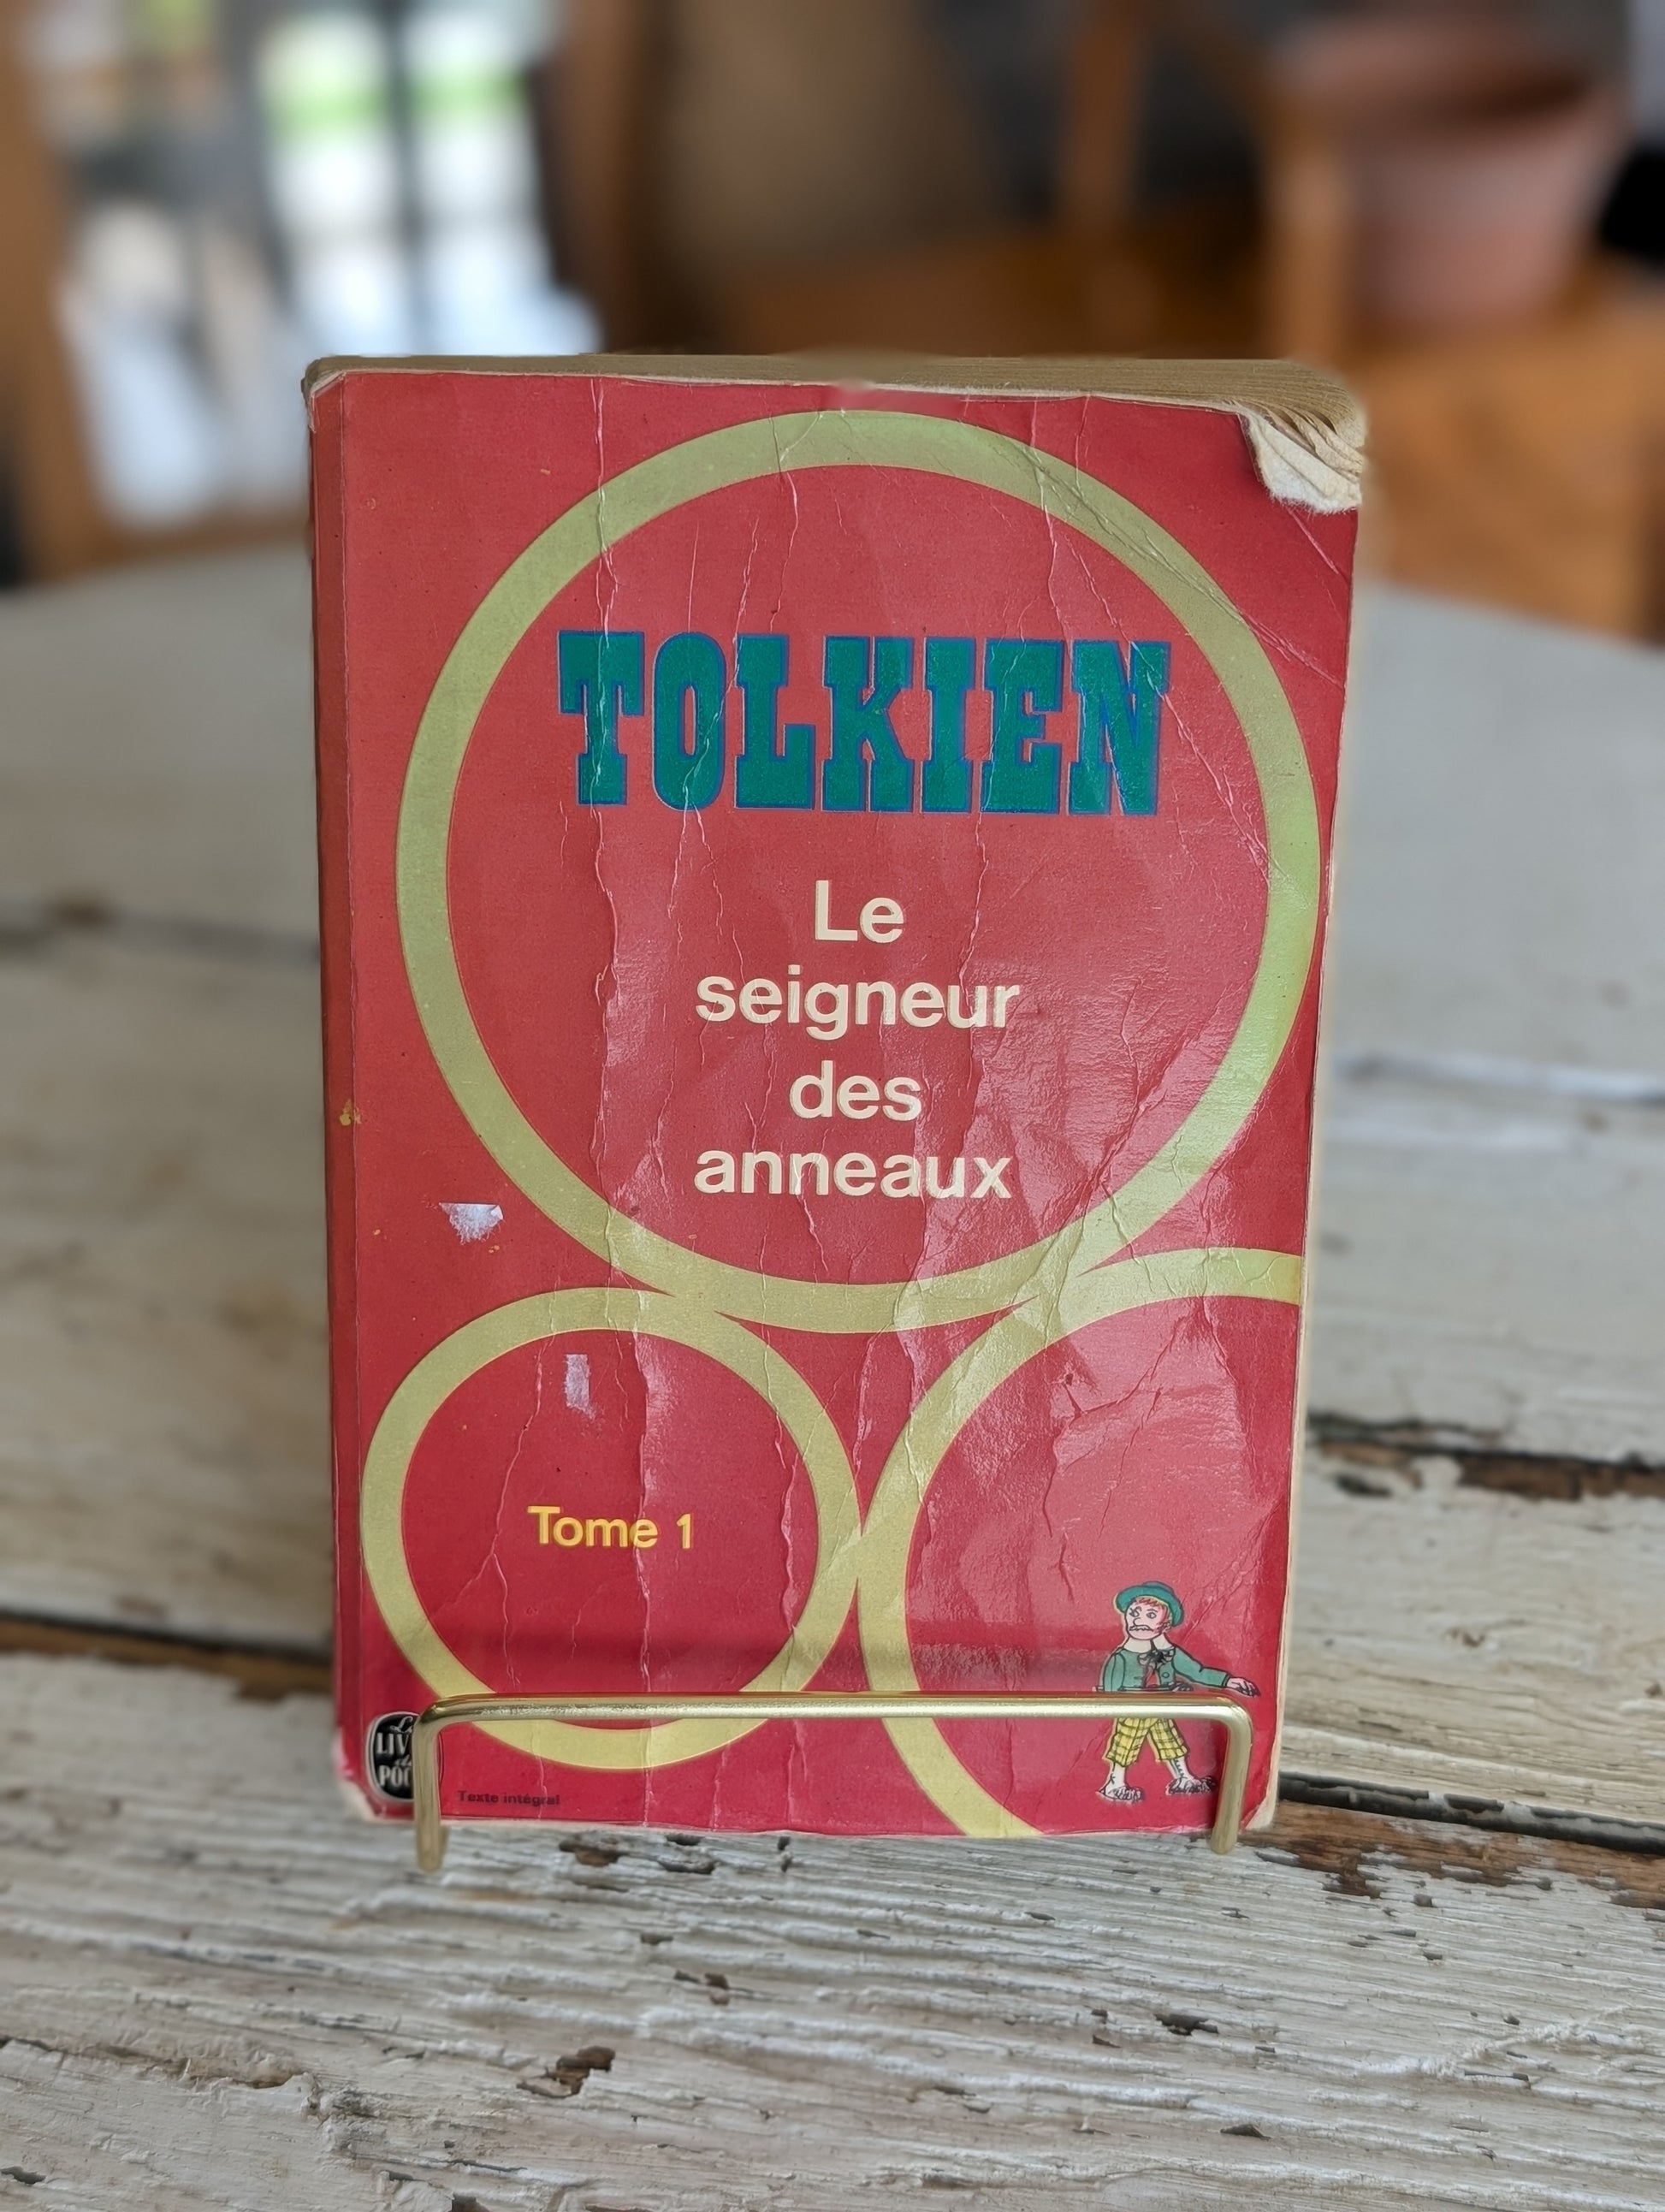 TOLKIEN
Le
seigneur
des
anneaux
Tome 1
Texte intégral